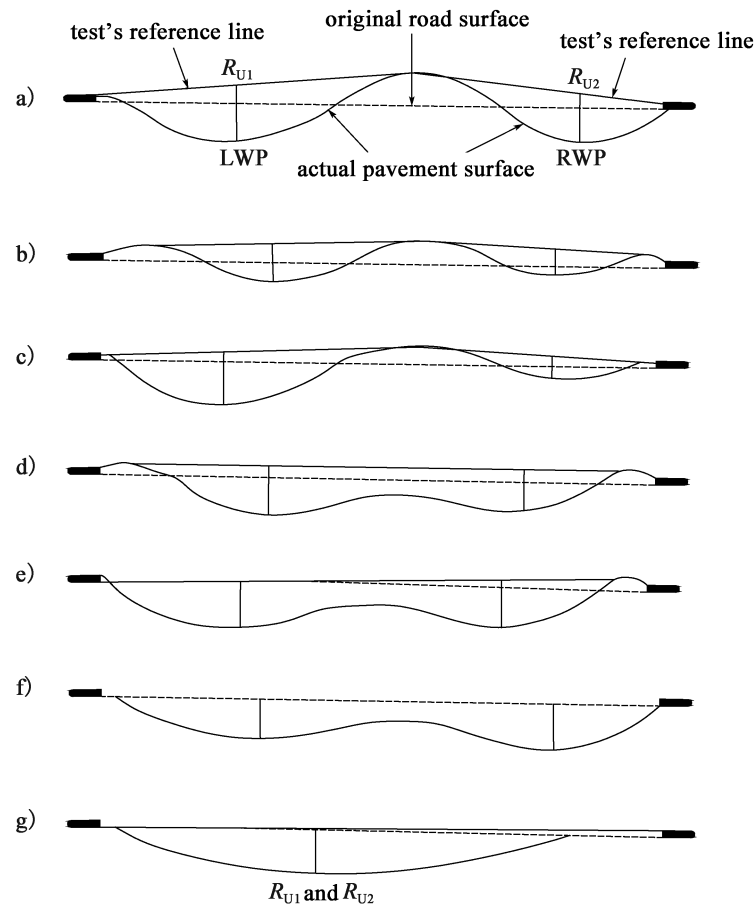 original road surface
test's reference line
test's reference line
R_U1
R_U2
a)
LWP
RWP
actual pavement surface
b)
c)
d)
e)
f)
g)
R_U1 and R_U2